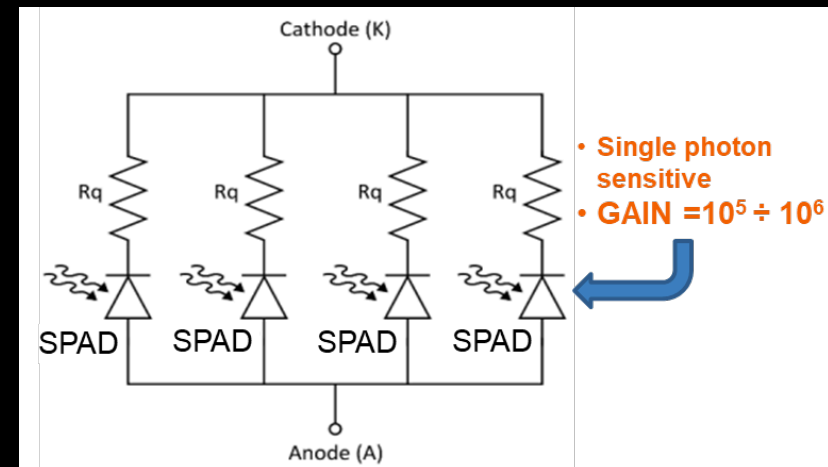 Cathode (K)
Rq
Rq
Rq
Rq
• Single photon
sensitive
• GAIN =10⁵ ÷ 10⁶
SPAD
SPAD
SPAD
SPAD
Anode (A)